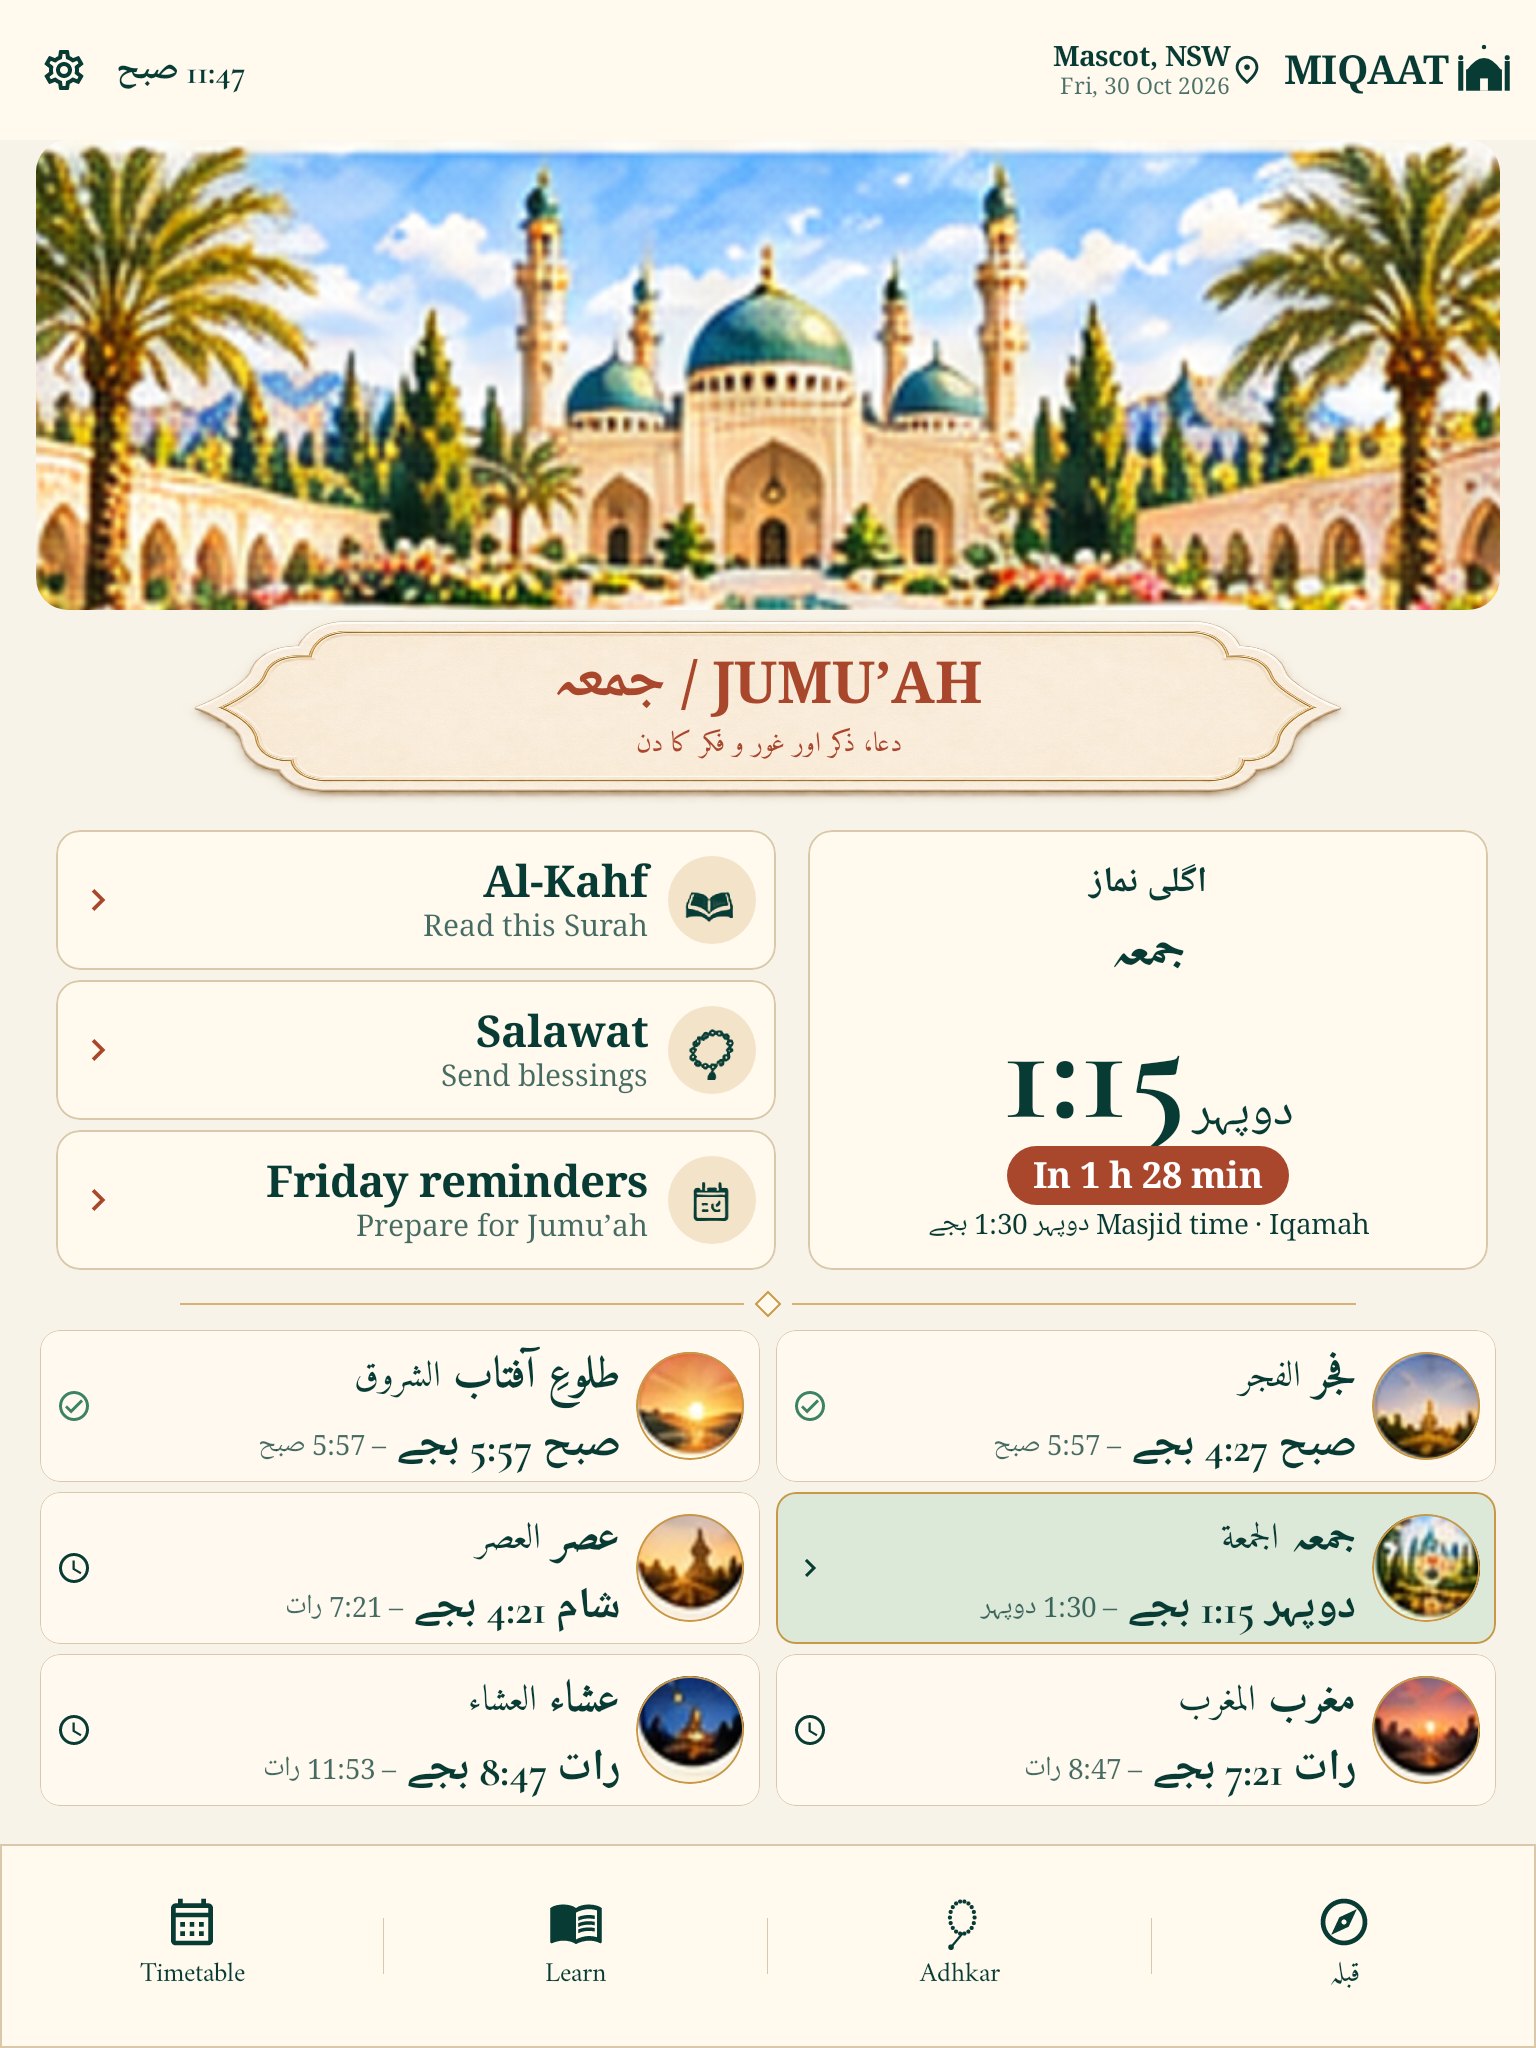 MIQAAT
Mascot, NSW
Fri, 30 Oct 2026
11:47 صبح
جمعہ / JUMU’AH
دعا، ذکر اور غور و فکر کا دن
اگلی نماز
جمعہ
1:15 دوپہر
In 1 h 28 min
Masjid time · Iqamah دوپہر 1:30 بجے
Al-Kahf
Read this Surah
Salawat
Send blessings
Friday reminders
Prepare for Jumu’ah
فجر الفجر
صبح 4:27 بجے – 5:57 صبح
طلوعِ آفتاب الشروق
صبح 5:57 بجے – 5:57 صبح
جمعہ الجمعة
دوپہر 1:15 بجے – 1:30 دوپہر
عصر العصر
شام 4:21 بجے – 7:21 رات
مغرب المغرب
رات 7:21 بجے – 8:47 رات
عشاء العشاء
رات 8:47 بجے – 11:53 رات
قبلہ
Adhkar
Learn
Timetable